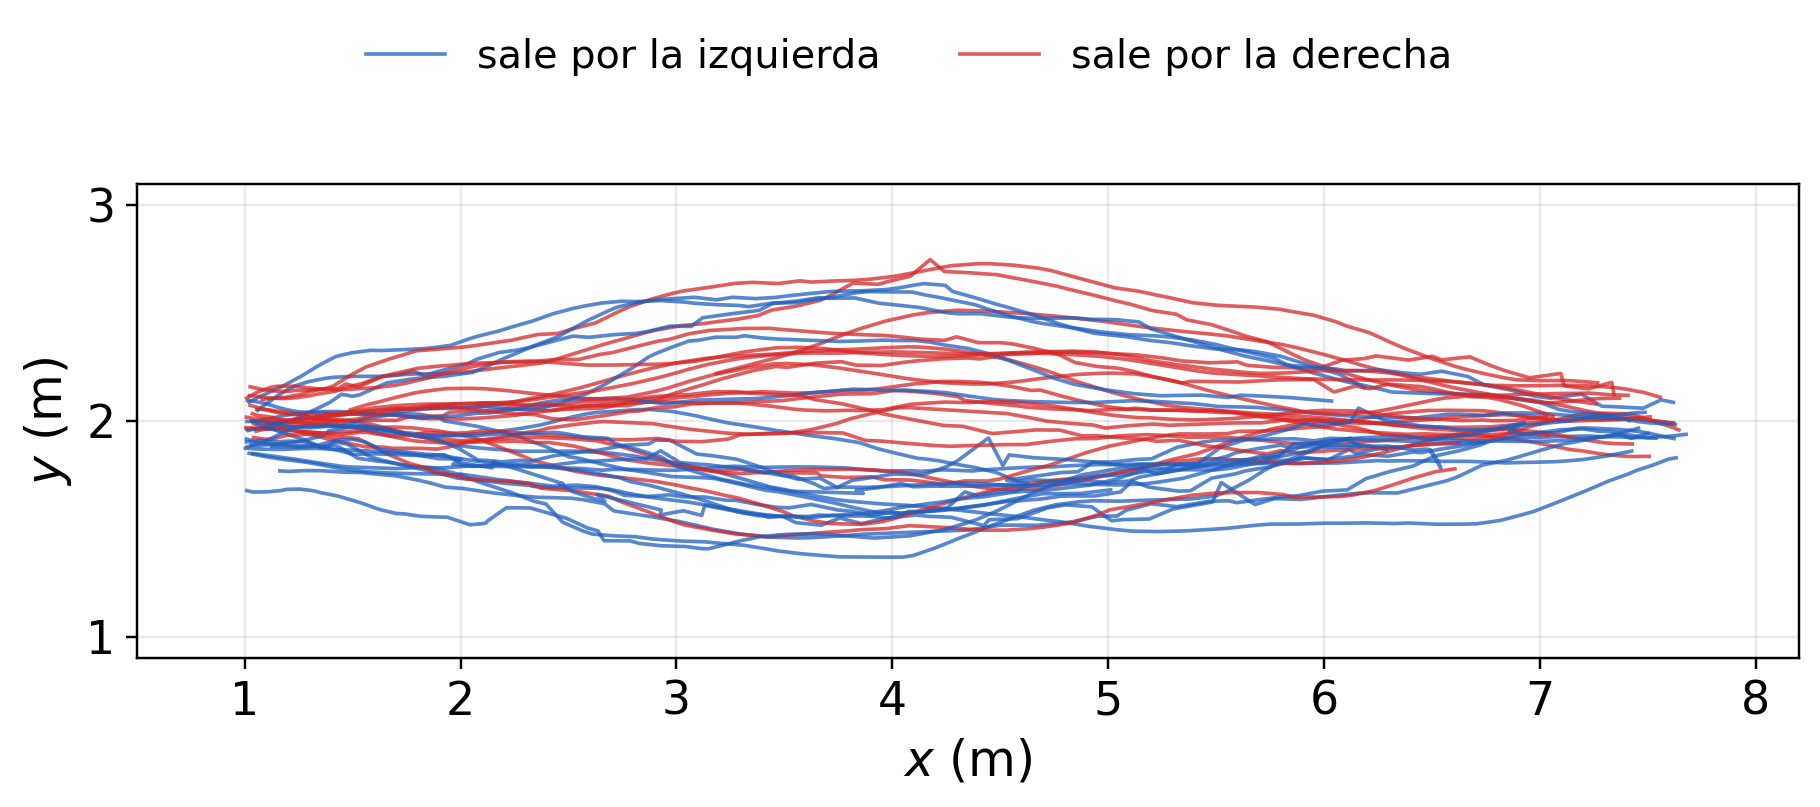 sale por la izquierda sale por la derecha
3
2
1
y (m)
1 2 3 4 5 6 7 8
x (m)